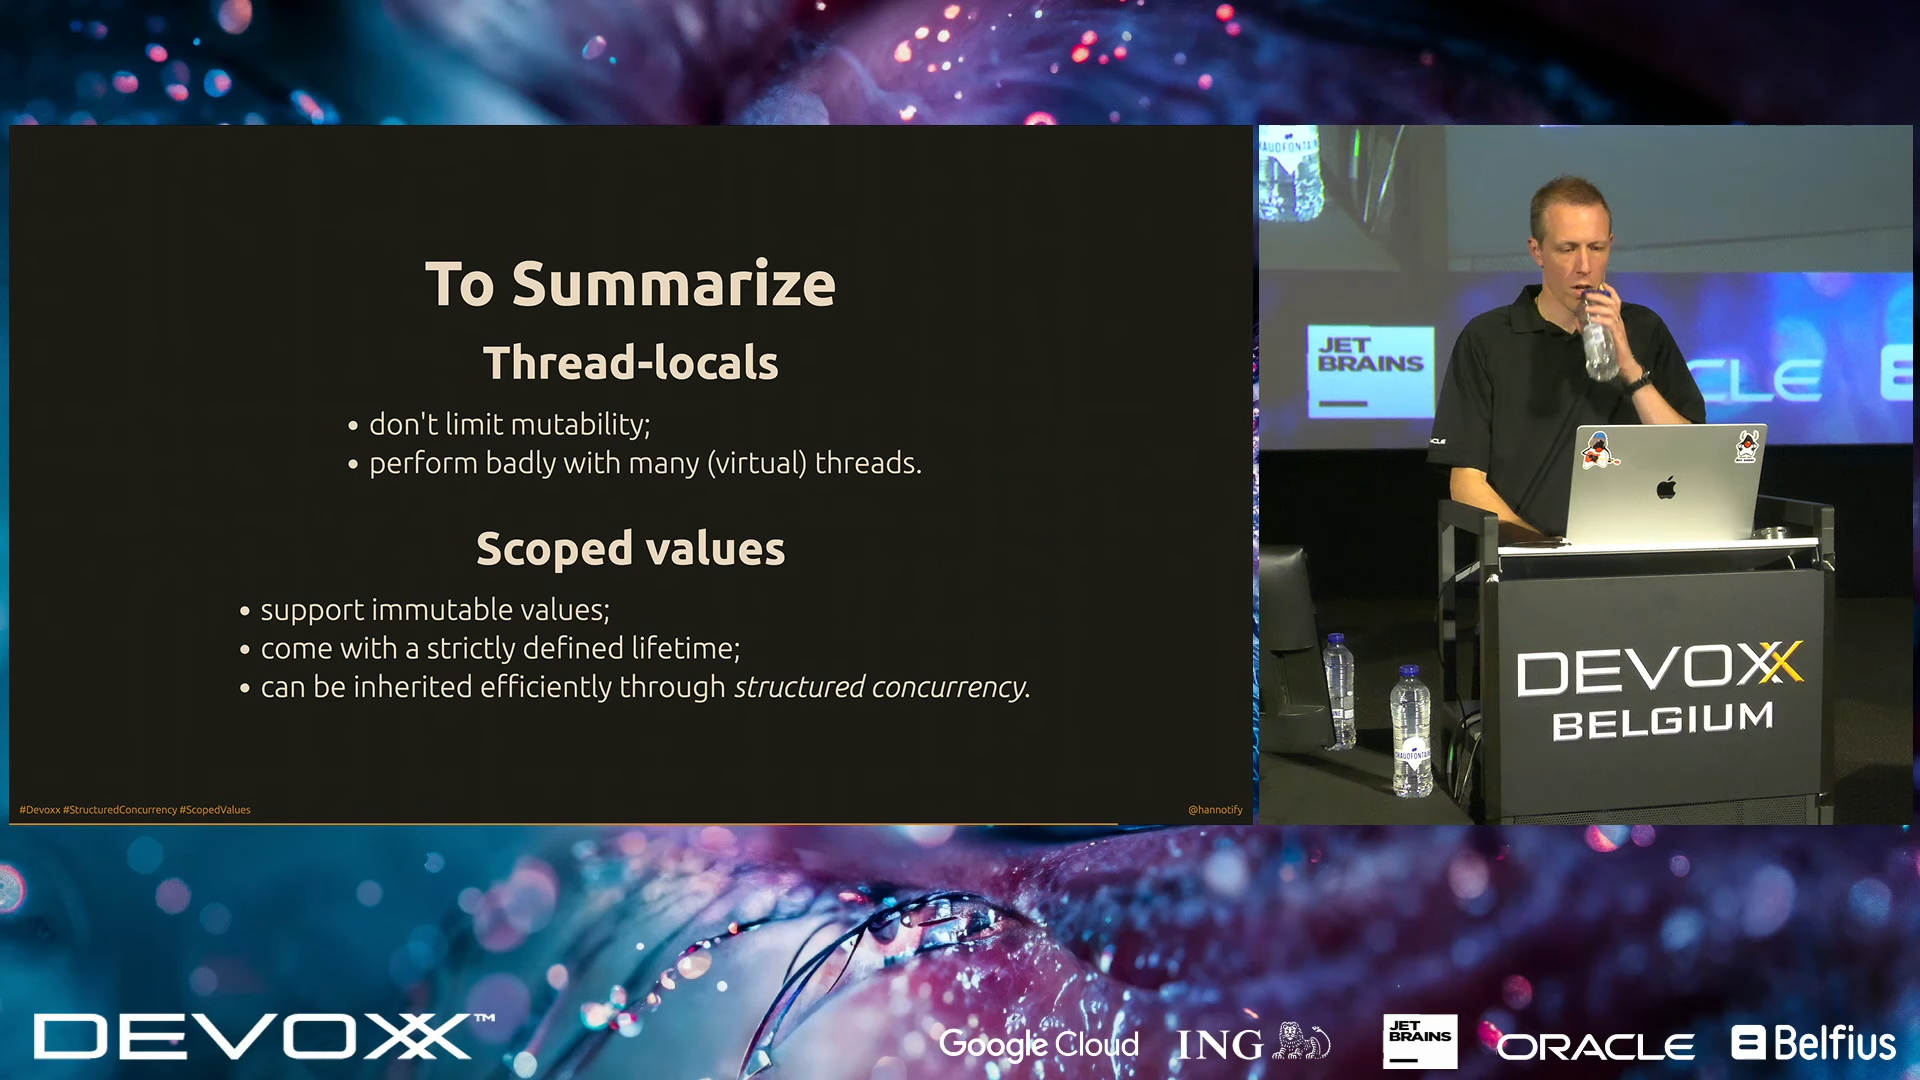 To Summarize
Thread-locals
• don't limit mutability;
• perform badly with many (virtual) threads.
Scoped values
• support immutable values;
• come with a strictly defined lifetime;
• can be inherited efficiently through structured concurrency.
#Devoxx #StructuredConcurrency #ScopedValues
@hannotify
JET
BRAINS
CLE
DEVOXX
BELGIUM
CHAUDFONTAINE
DEVOXX™
Google Cloud
ING
JET
BRAINS
ORACLE
Belfius